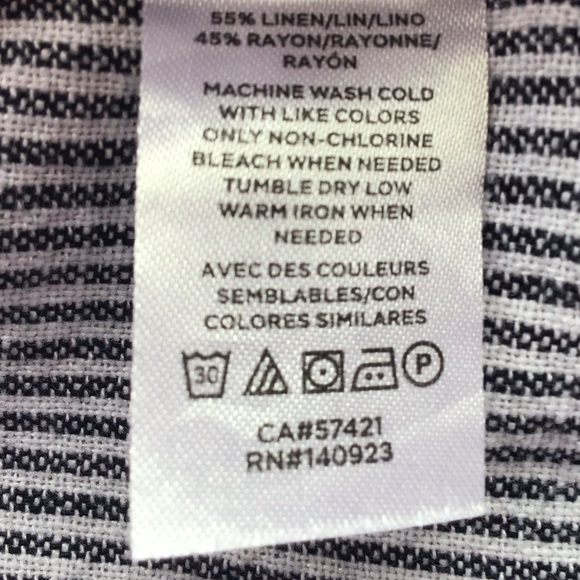 55% LINEN/LIN/LINO
45% RAYON/RAYONNE/
RAYÓN
MACHINE WASH COLD
WITH LIKE COLORS
ONLY NON-CHLORINE
BLEACH WHEN NEEDED
TUMBLE DRY LOW
WARM IRON WHEN
NEEDED
AVEC DES COULEURS
SEMBLABLES/CON
COLORES SIMILARES
30 P
CA#57421
RN#140923